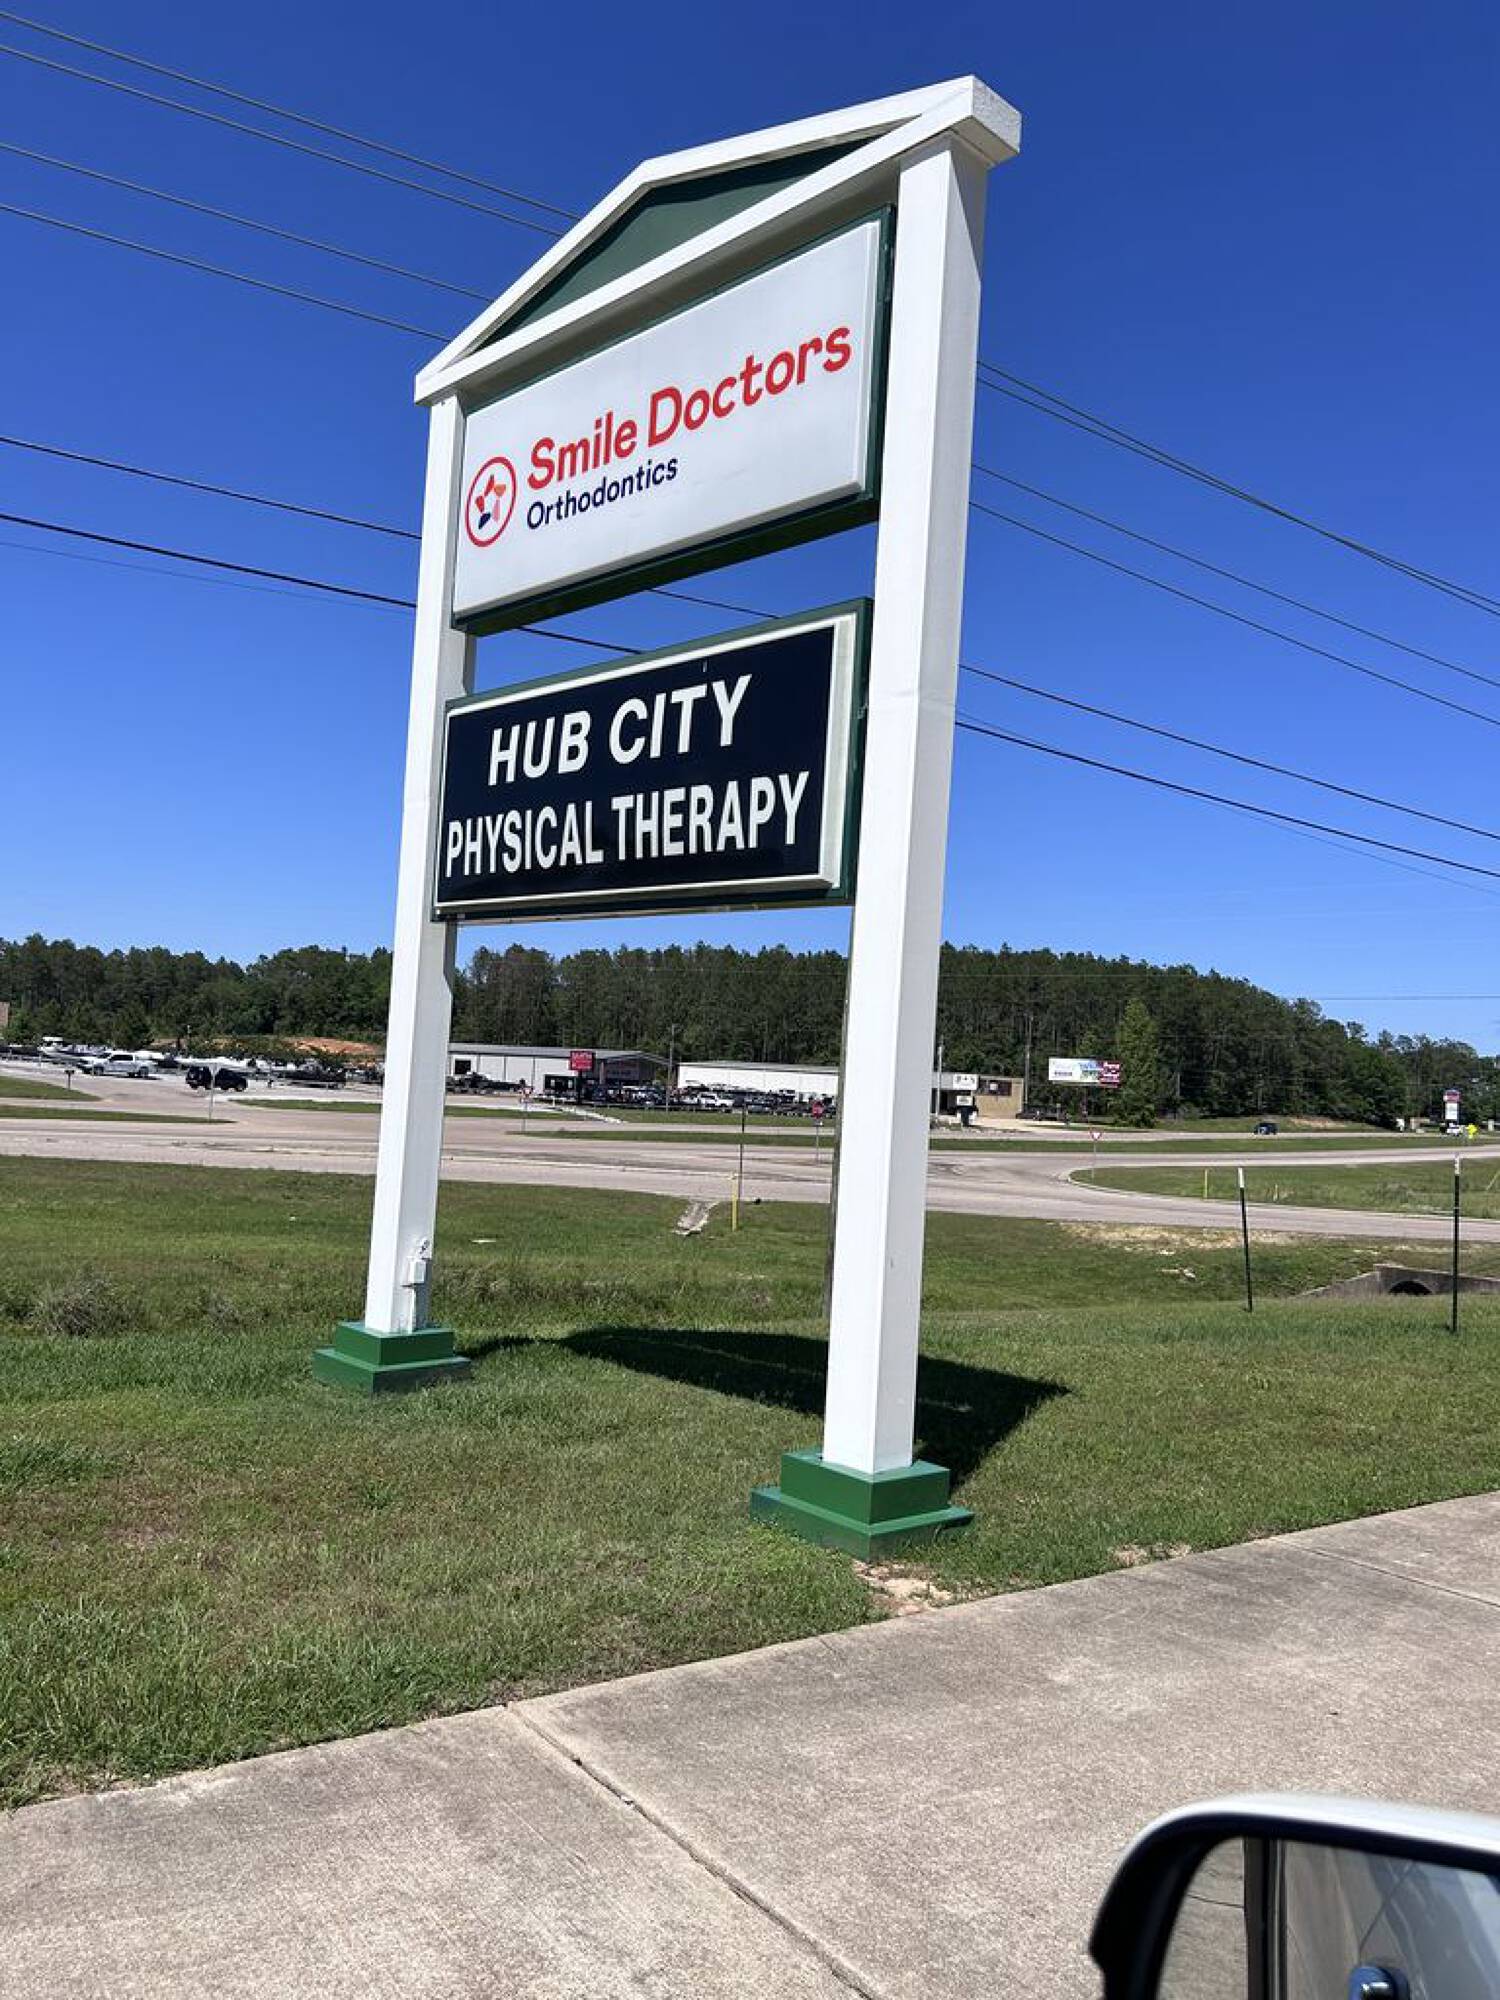 Smile Doctors
Orthodontics
HUB CITY
PHYSICAL THERAPY